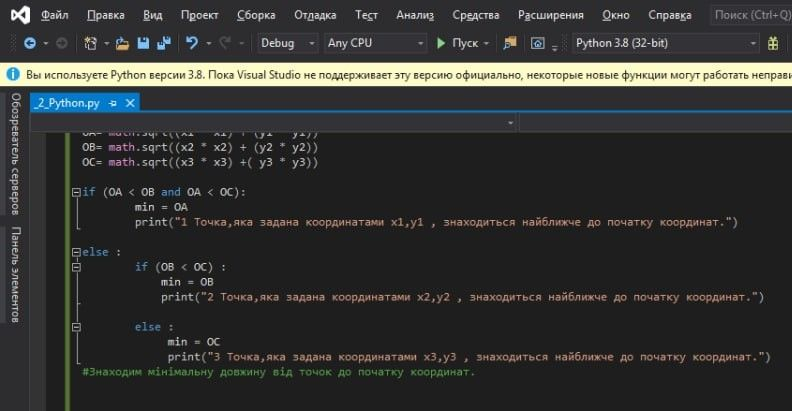 Файл Правка Вид Проект Сборка Отладка Тест Анализ Средства Расширения Окно Справка Поиск (Ctrl+Q)
Debug Any CPU Пуск Python 3.8 (32-bit)
Вы используете Python версии 3.8. Пока Visual Studio не поддерживает эту версию официально, некоторые новые функции могут работать неправи
Обозреватель серверов
Панель элементов
_2_Python.py
OA= math.sqrt((x1 * x1) + (y1 * y1))
OB= math.sqrt((x2 * x2) + (y2 * y2))
OC= math.sqrt((x3 * x3) +( y3 * y3))
if (OA < OB and OA < OC):
min = OA
print("1 Точка,яка задана координатами x1,y1 , знаходиться найближче до початку координат.")
else :
if (OB < OC) :
min = OB
print("2 Точка,яка задана координатами x2,y2 , знаходиться найближче до початку координат.")
else :
min = OC
print("3 Точка,яка задана координатами x3,y3 , знаходиться найближче до початку координат.")
#Знаходим мінімальну довжину від точок до початку координат.